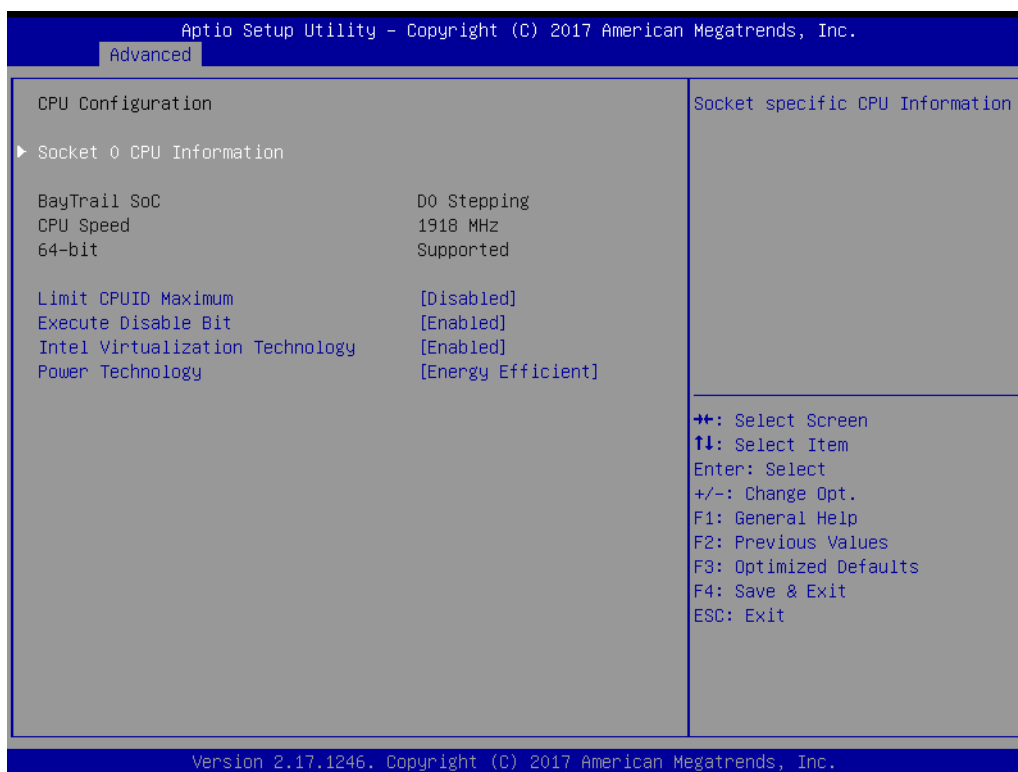 Aptio Setup Utility – Copyright (C) 2017 American Megatrends, Inc.
Advanced
CPU Configuration
Socket 0 CPU Information
BayTrail SoC D0 Stepping
CPU Speed 1918 MHz
64-bit Supported
Limit CPUID Maximum [Disabled]
Execute Disable Bit [Enabled]
Intel Virtualization Technology [Enabled]
Power Technology [Energy Efficient]
Socket specific CPU Information
→←: Select Screen
↑↓: Select Item
Enter: Select
+/-: Change Opt.
F1: General Help
F2: Previous Values
F3: Optimized Defaults
F4: Save & Exit
ESC: Exit
Version 2.17.1246. Copyright (C) 2017 American Megatrends, Inc.